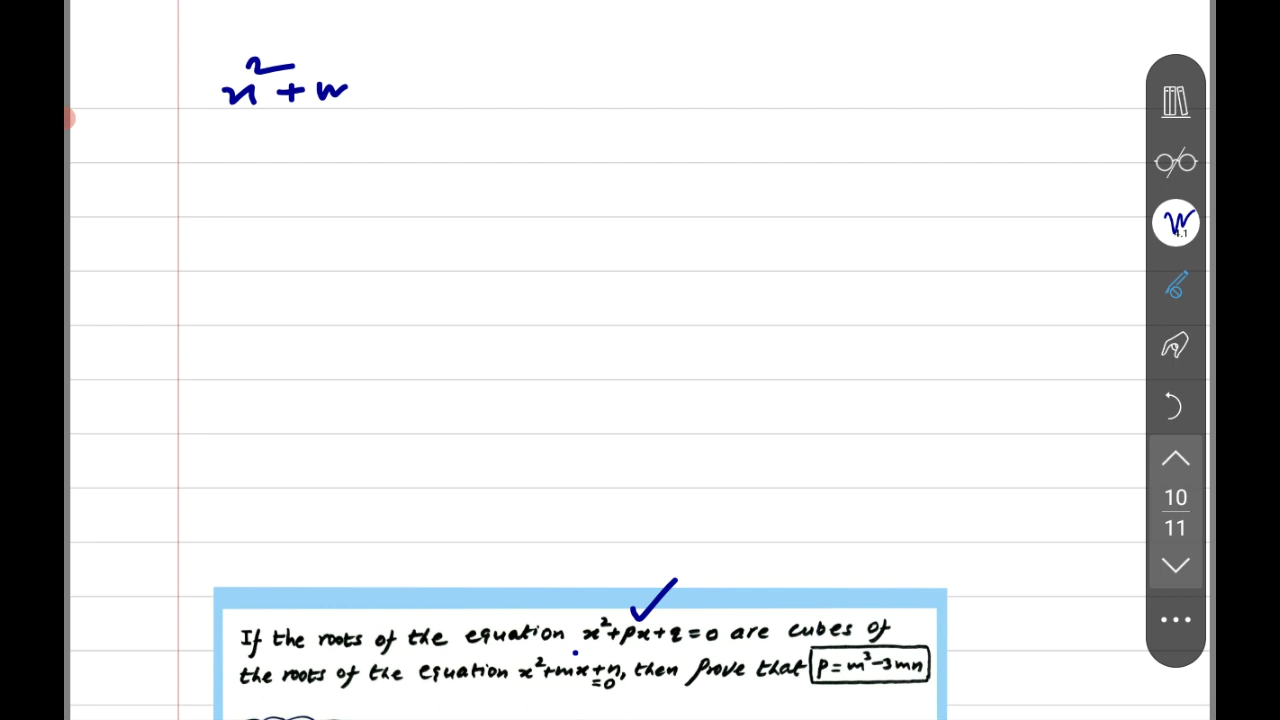 x² + m
10
11
If the roots of the equation x²+px+q=0 are cubes of
the roots of the equation x²+mx+n=0, then prove that p=m³-3mn